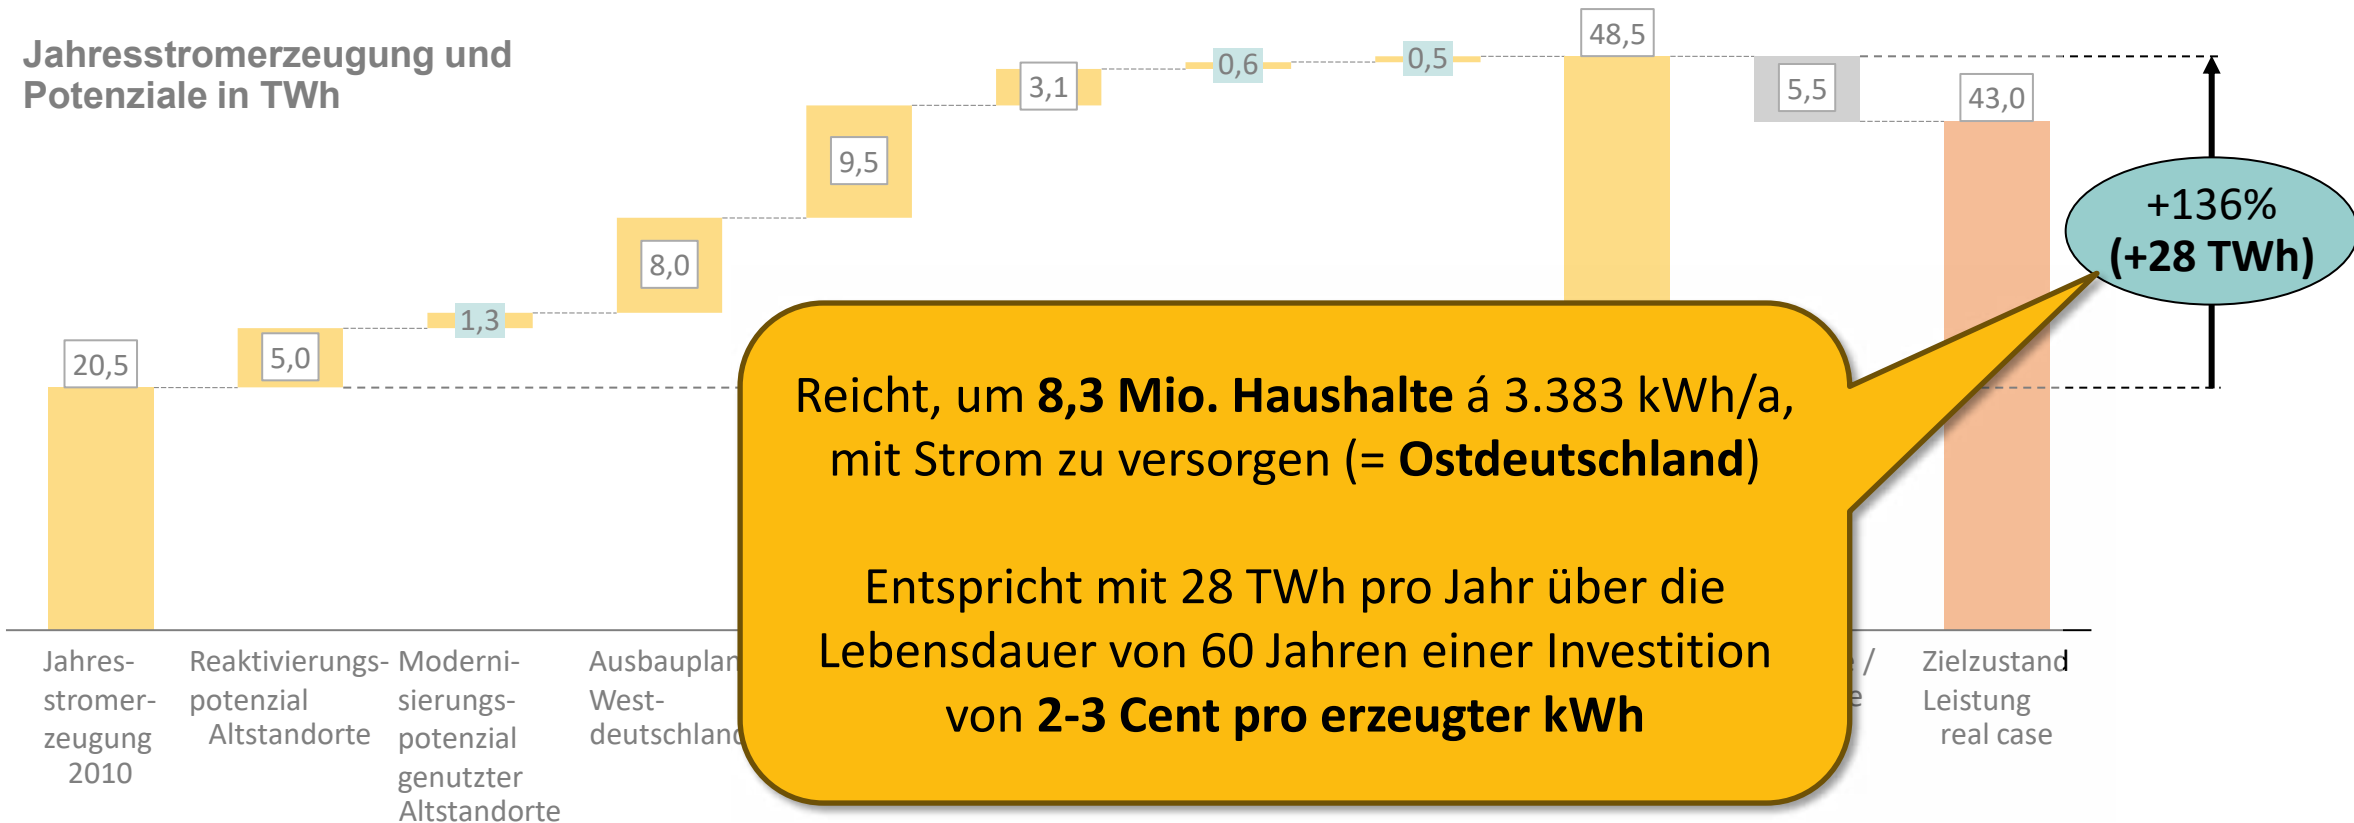 Jahresstromerzeugung und
Potenziale in TWh
20,5
5,0
1,3
8,0
9,5
3,1
0,6
0,5
48,5
5,5
43,0
+136%
(+28 TWh)
Reicht, um 8,3 Mio. Haushalte á 3.383 kWh/a,
mit Strom zu versorgen (= Ostdeutschland)
Entspricht mit 28 TWh pro Jahr über die
Lebensdauer von 60 Jahren einer Investition
von 2-3 Cent pro erzeugter kWh
Jahres-
stromer-
zeugung
2010
Reaktivierungs-
potenzial
Altstandorte
Moderni-
sierungs-
potenzial
genutzter
Altstandorte
Ausbauplan
West-
deutschland
/
e
Zielzustand
Leistung
real case